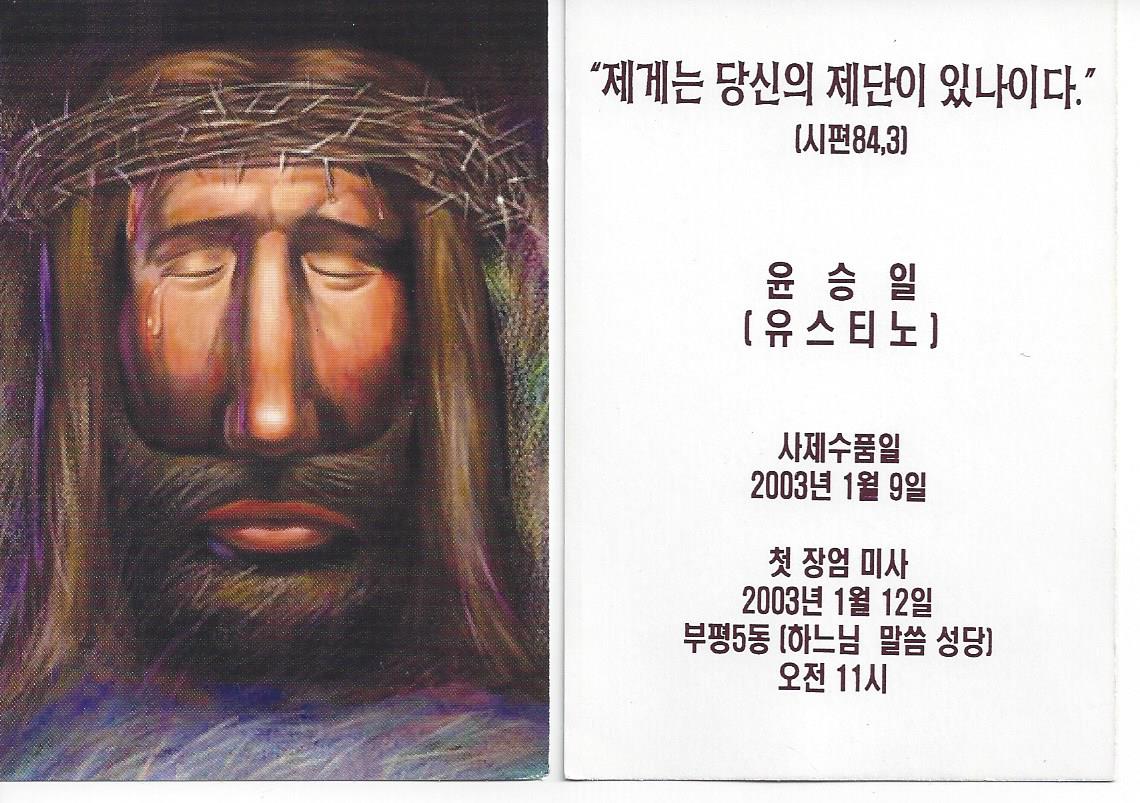 “제게는 당신의 제단이 있나이다.”
(시편84,3)
윤 승 일
(유스티노)
사제수품일
2003년 1월 9일
첫 장엄 미사
2003년 1월 12일
부평5동 (하느님 말씀 성당)
오전 11시